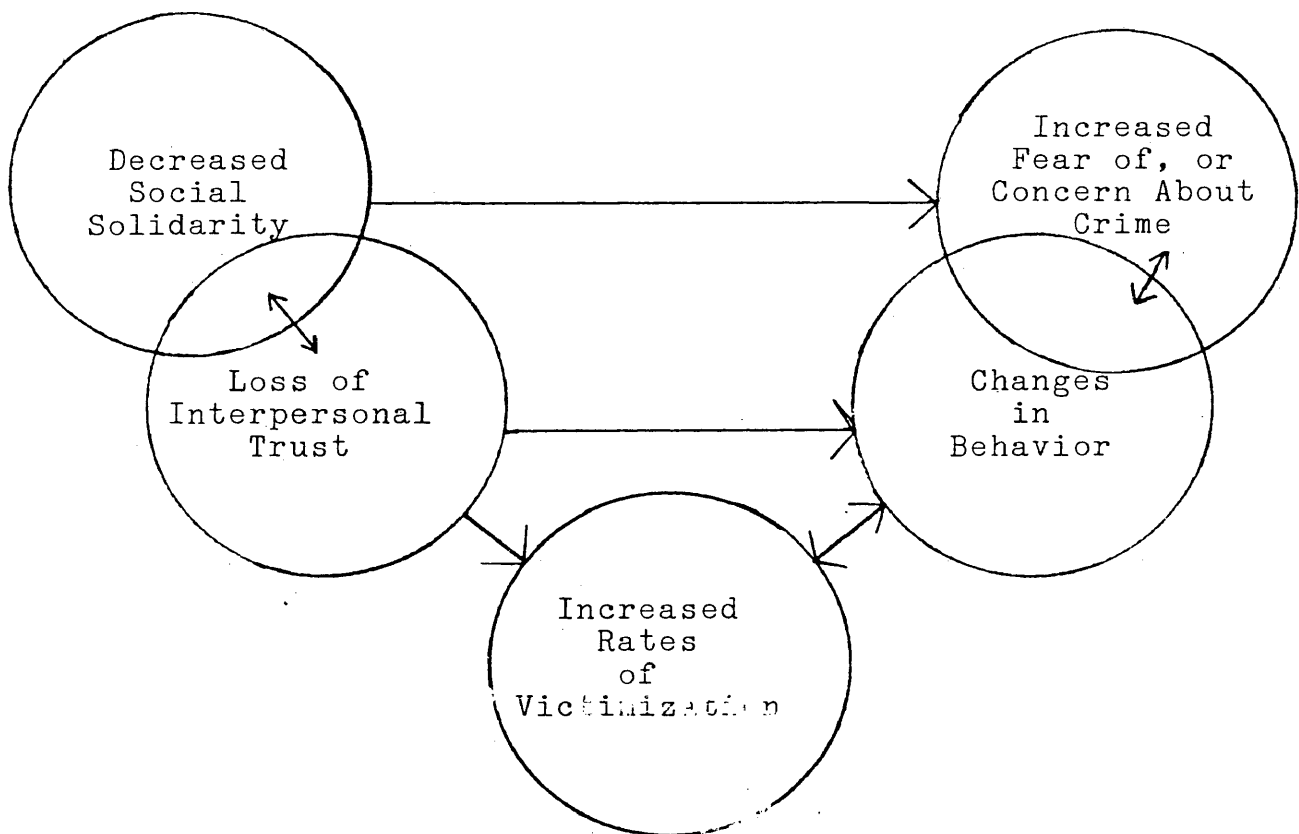 Decreased
Social
Solidarity
Increased
Fear of, or
Concern About
Crime
Loss of
Interpersonal
Trust
Changes
in
Behavior
Increased
Rates
of
Victimization